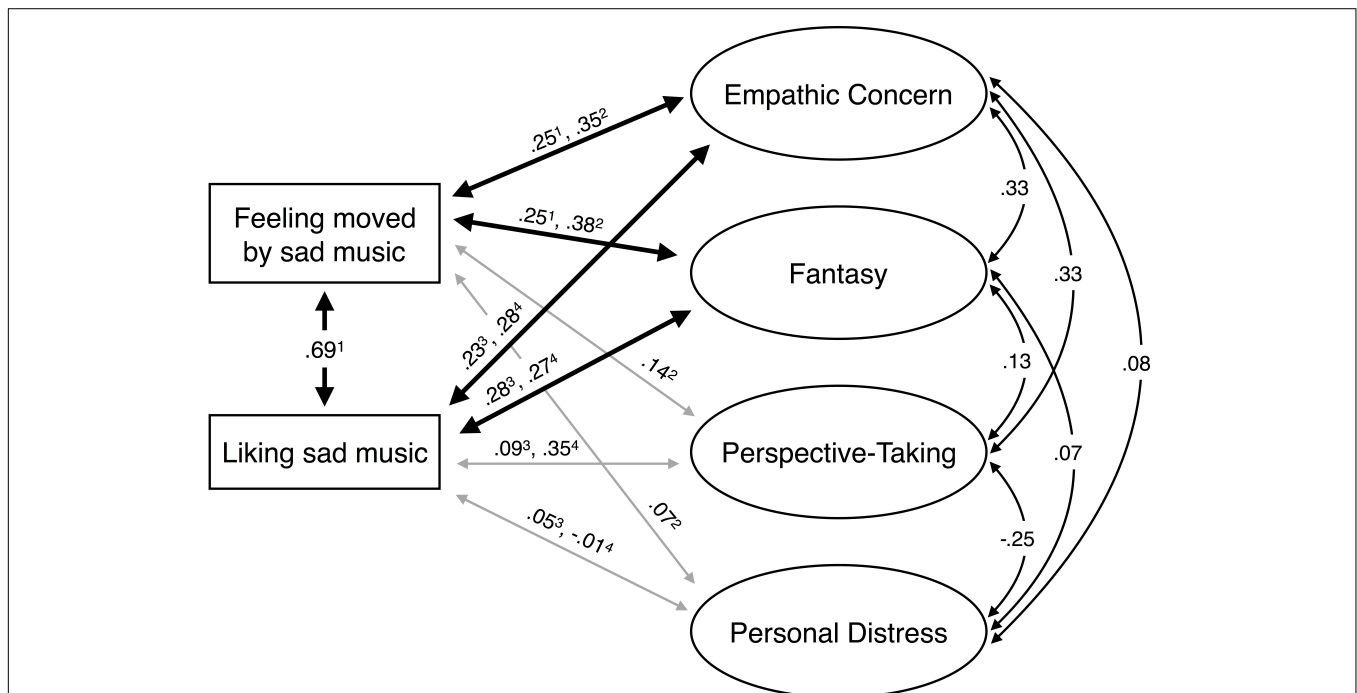 Empathic Concern
.25¹, .35²
.33
Feeling moved
by sad music
.25¹, .38²
Fantasy
.33
.23³, .28⁴
.69¹
.28³, .27⁴
.14²
.13
.08
Liking sad music
.09³, .35⁴
Perspective-Taking
.07
.07²
.05³, -.01⁴
-.25
Personal Distress